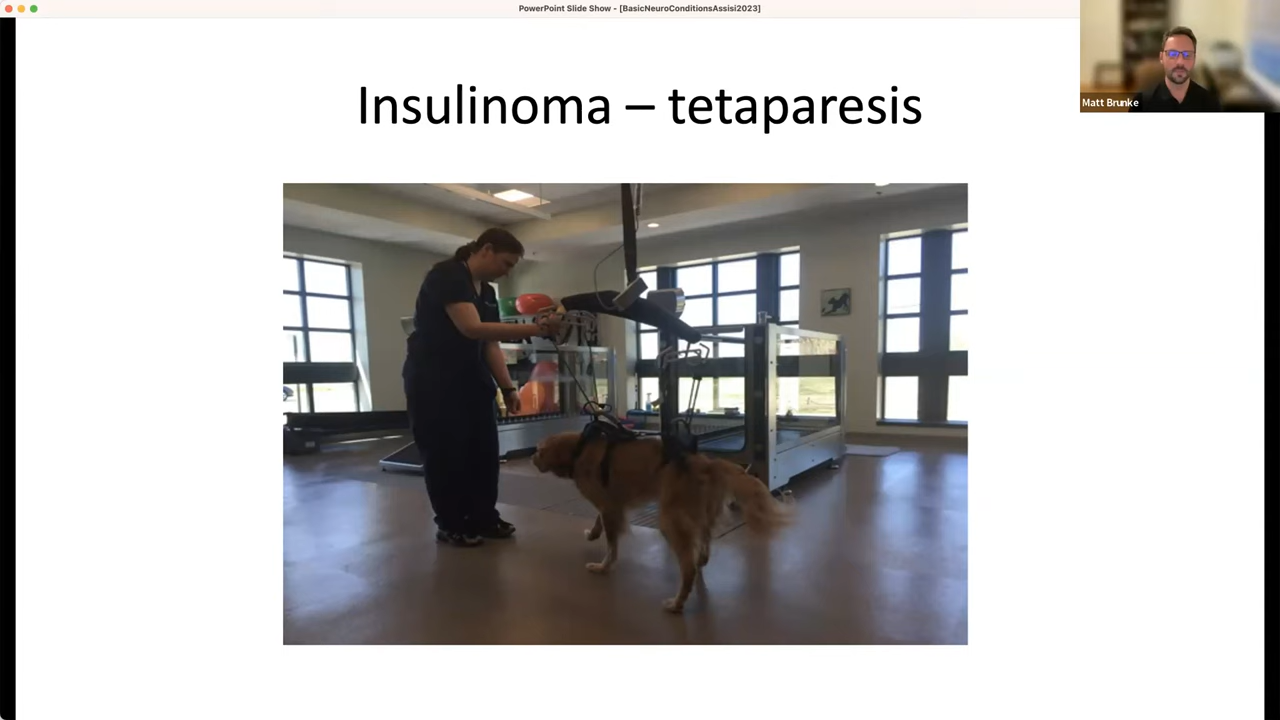 PowerPoint Slide Show - [BasicNeuroConditionsAssisi2023]
Insulinoma – tetaparesis
Matt Brunke